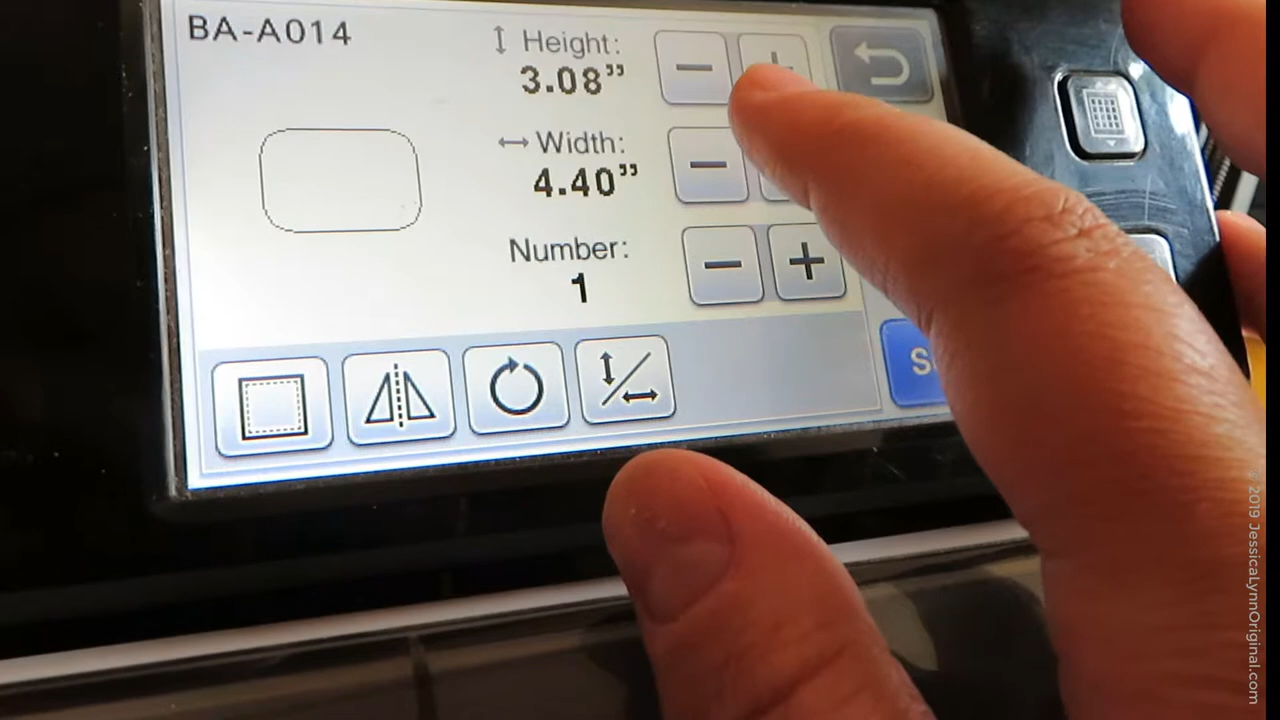 BA-A014
Height:
3.08”
Width:
4.40”
Number:
1
© 2019 JessicaLynnOriginal.com